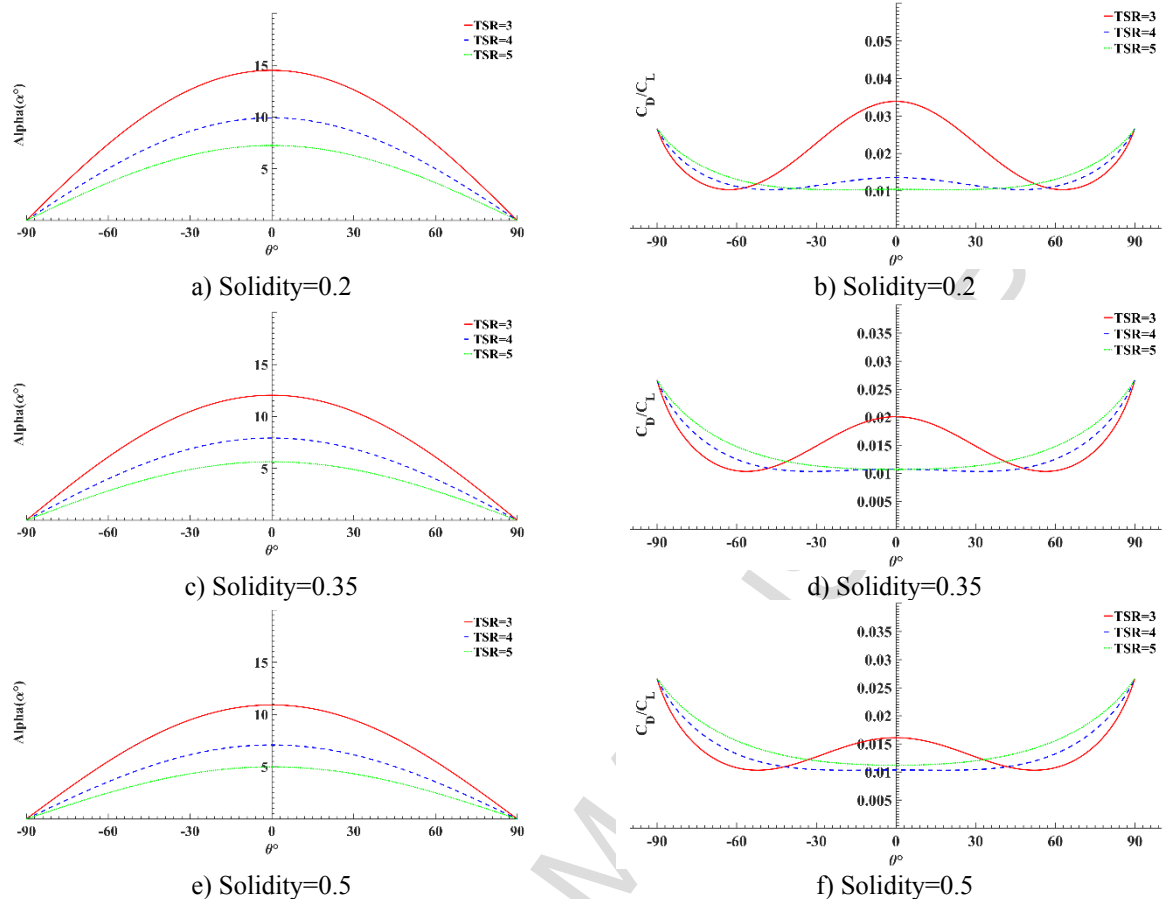 TSR=3
TSR=4
TSR=5
15
10
5
Alpha(α°)
-90 -60 -30 0 30 60 90
θ°
a) Solidity=0.2
TSR=3
TSR=4
TSR=5
0.05
0.04
0.03
0.02
0.01
C_D/C_L
-90 -60 -30 0 30 60 90
θ°
b) Solidity=0.2
TSR=3
TSR=4
TSR=5
15
10
5
Alpha(α°)
-90 -60 -30 0 30 60 90
θ°
c) Solidity=0.35
TSR=3
TSR=4
TSR=5
0.035
0.03
0.025
0.02
0.015
0.01
0.005
C_D/C_L
-90 -60 -30 0 30 60 90
θ°
d) Solidity=0.35
TSR=3
TSR=4
TSR=5
15
10
5
Alpha(α°)
-90 -60 -30 0 30 60 90
θ°
e) Solidity=0.5
TSR=3
TSR=4
TSR=5
0.035
0.03
0.025
0.02
0.015
0.01
0.005
C_D/C_L
-90 -60 -30 0 30 60 90
θ°
f) Solidity=0.5